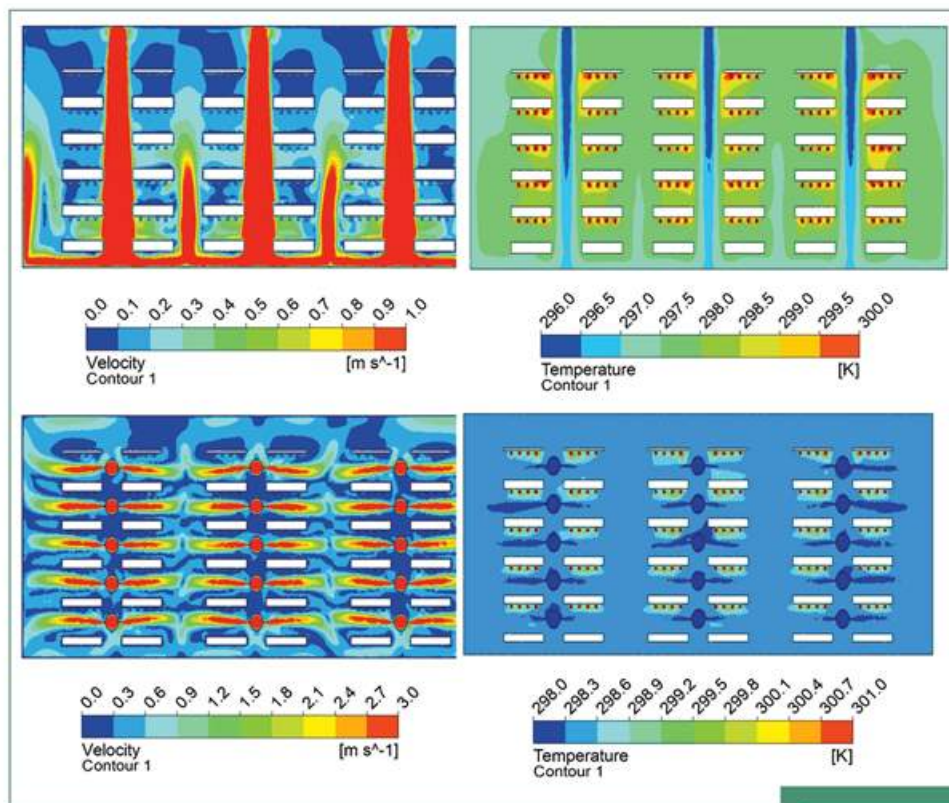 0.0 0.1 0.2 0.3 0.4 0.5 0.6 0.7 0.8 0.9 1.0
Velocity [m s^-1]
Contour 1
296.0 296.5 297.0 297.5 298.0 298.5 299.0 299.5 300.0
Temperature [K]
Contour 1
0.0 0.3 0.6 0.9 1.2 1.5 1.8 2.1 2.4 2.7 3.0
Velocity [m s^-1]
Contour 1
298.0 298.3 298.6 298.9 299.2 299.5 299.8 300.1 300.4 300.7 301.0
Temperature [K]
Contour 1